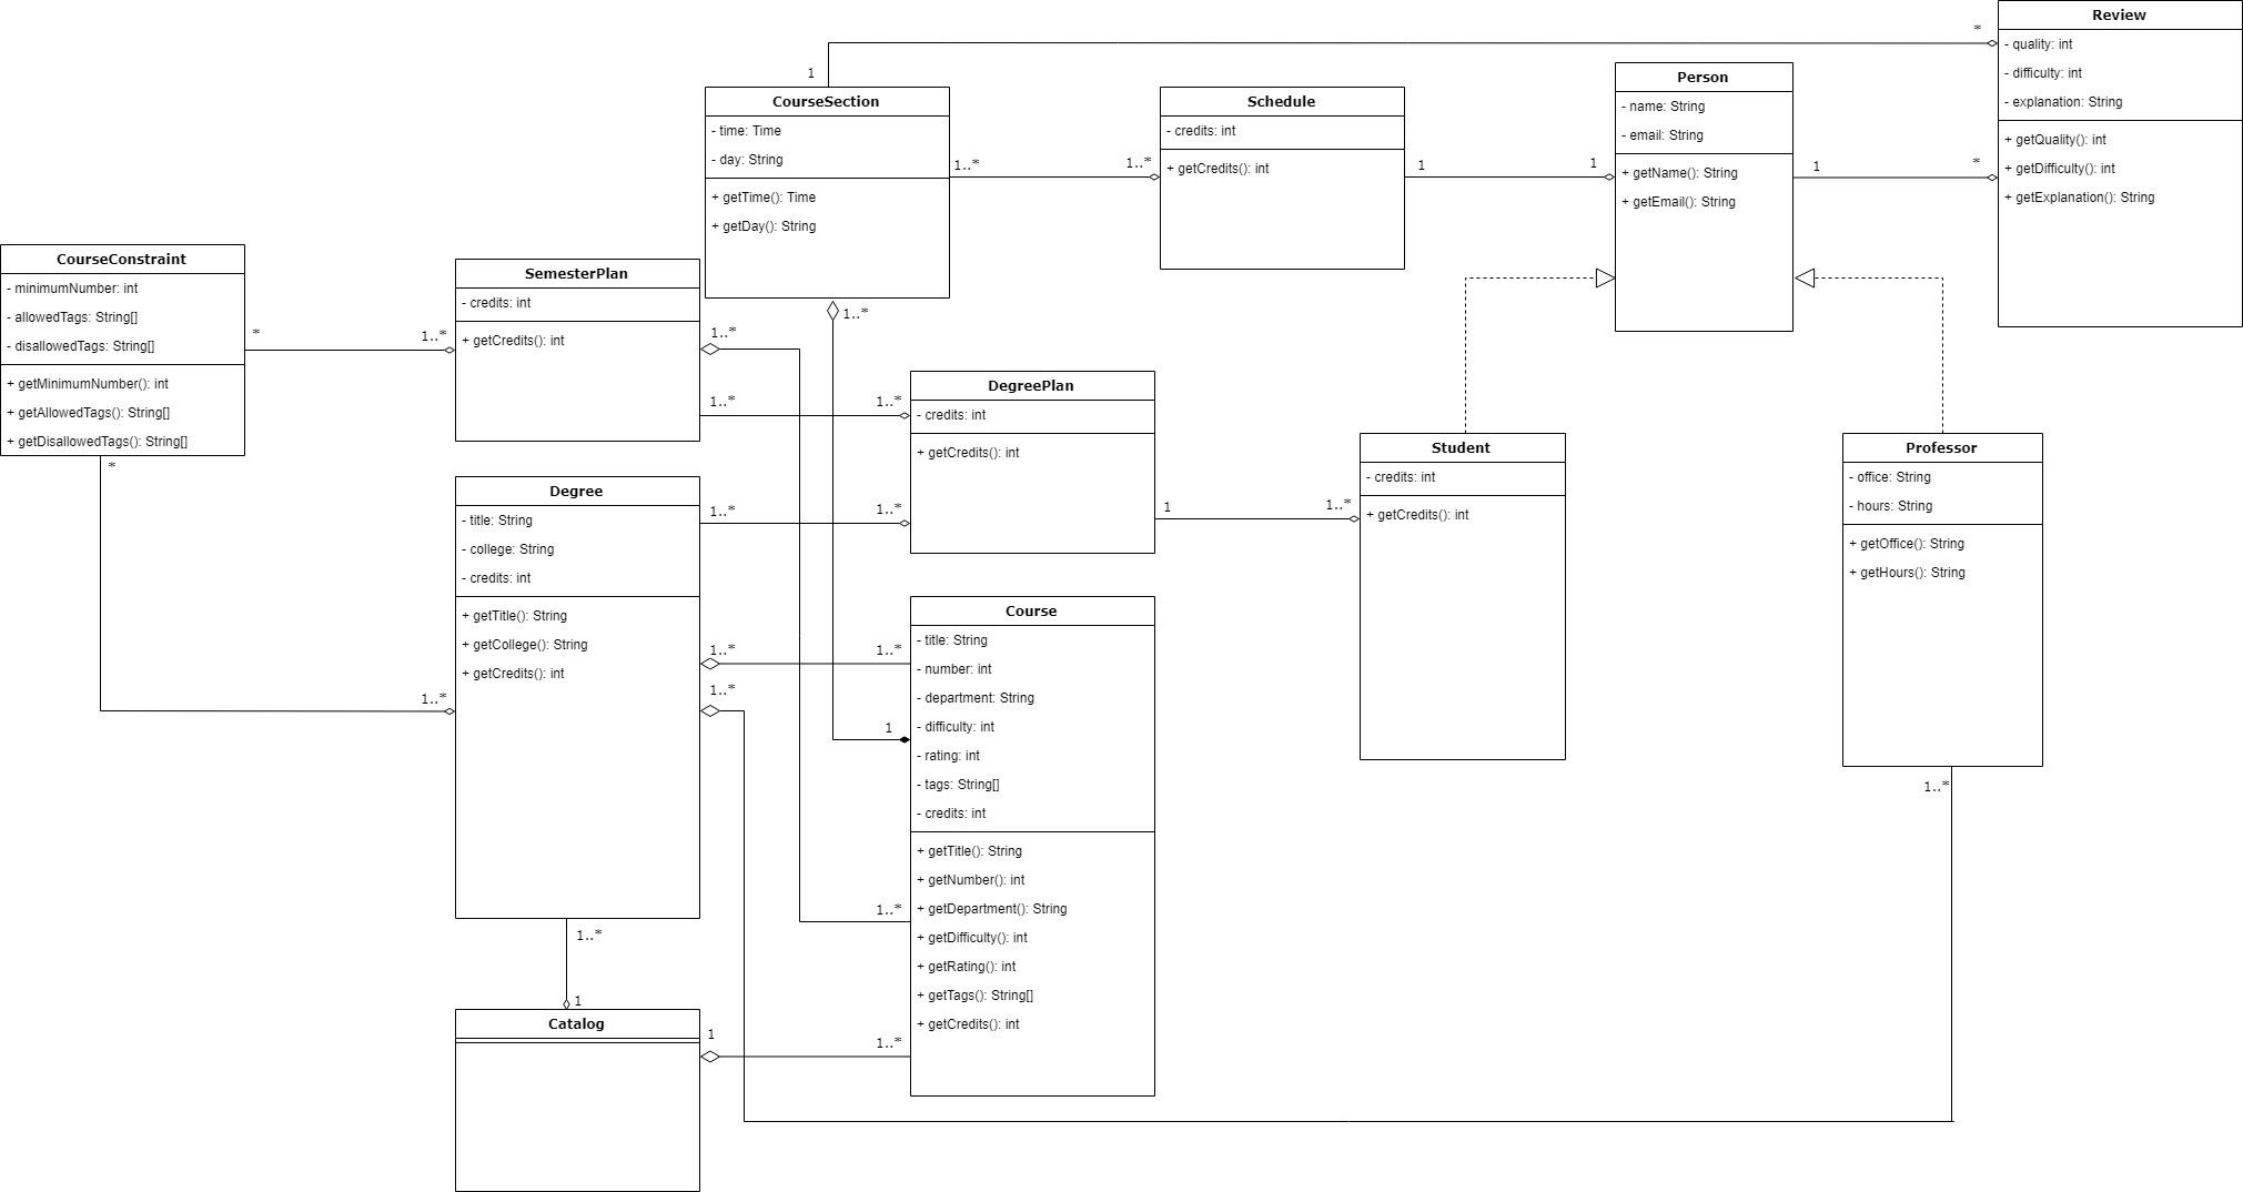 Review
- quality: int
- difficulty: int
- explanation: String
+ getQuality(): int
+ getDifficulty(): int
+ getExplanation(): String
*
*
1
Person
- name: String
- email: String
+ getName(): String
+ getEmail(): String
1
1
1
Schedule
- credits: int
+ getCredits(): int
CourseSection
- time: Time
- day: String
+ getTime(): Time
+ getDay(): String
1..*
1..*
1..*
CourseConstraint
- minimumNumber: int
- allowedTags: String[]
- disallowedTags: String[]
+ getMinimumNumber(): int
+ getAllowedTags(): String[]
+ getDisallowedTags(): String[]
*
1..*
*
1..*
SemesterPlan
- credits: int
+ getCredits(): int
1..*
1..*
1..*
DegreePlan
- credits: int
+ getCredits(): int
1..*
1..*
1
1..*
Student
- credits: int
+ getCredits(): int
Professor
- office: String
- hours: String
+ getOffice(): String
+ getHours(): String
1..*
Degree
- title: String
- college: String
- credits: int
+ getTitle(): String
+ getCollege(): String
+ getCredits(): int
1..*
1..*
1..*
1
1..*
Course
- title: String
- number: int
- department: String
- difficulty: int
- rating: int
- tags: String[]
- credits: int
+ getTitle(): String
+ getNumber(): int
+ getDepartment(): String
+ getDifficulty(): int
+ getRating(): int
+ getTags(): String[]
+ getCredits(): int
1..*
1
Catalog
1
1..*